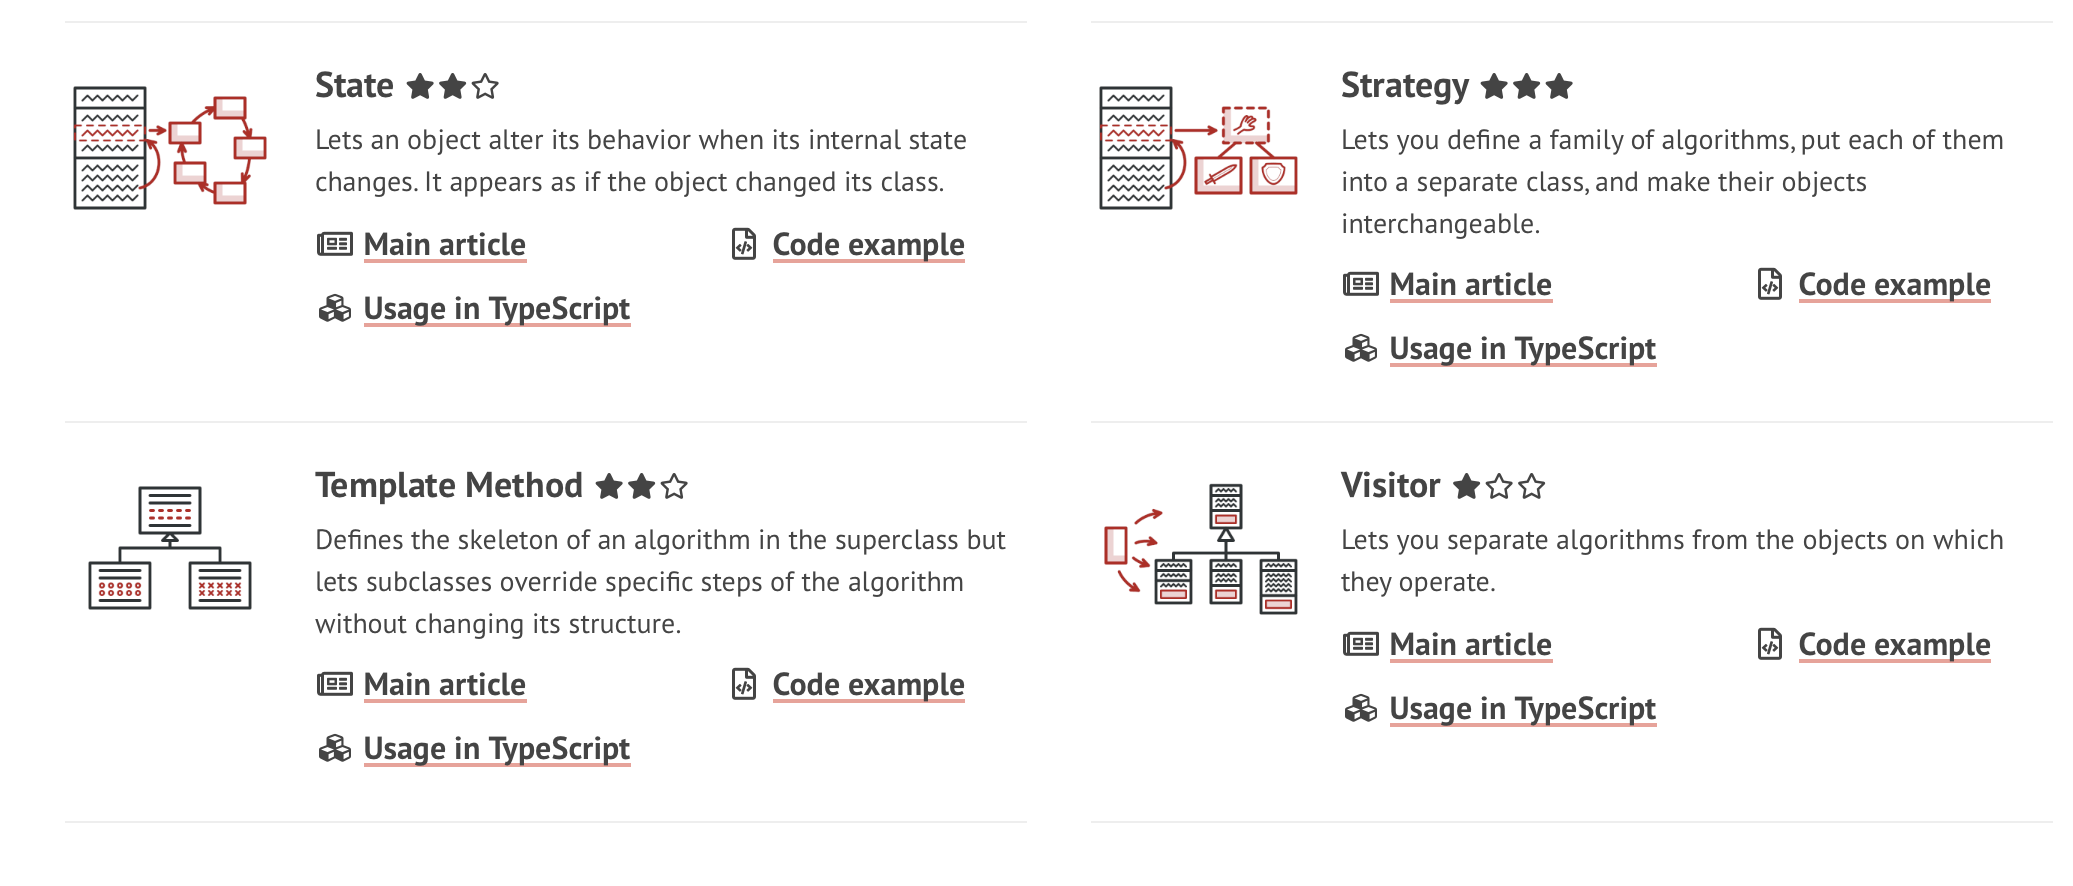 State ★★☆
Lets an object alter its behavior when its internal state
changes. It appears as if the object changed its class.
Main article
Code example
Usage in TypeScript
Strategy ★★★
Lets you define a family of algorithms, put each of them
into a separate class, and make their objects
interchangeable.
Main article
Code example
Usage in TypeScript
Template Method ★★☆
Defines the skeleton of an algorithm in the superclass but
lets subclasses override specific steps of the algorithm
without changing its structure.
Main article
Code example
Usage in TypeScript
Visitor ★☆☆
Lets you separate algorithms from the objects on which
they operate.
Main article
Code example
Usage in TypeScript